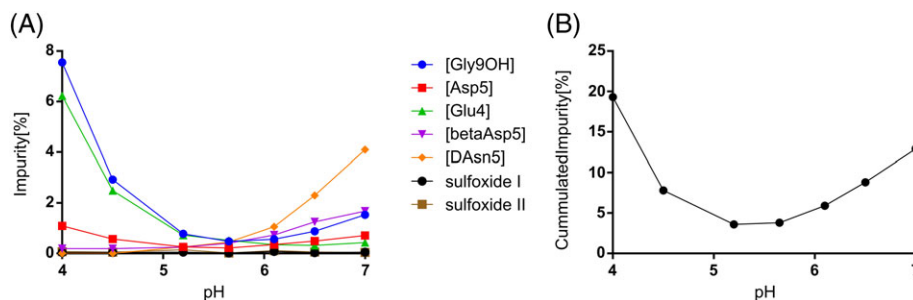 (A)
8
6
4
2
0
Impurity[%]
4 5 6 7
pH
[Gly9OH]
[Asp5]
[Glu4]
[betaAsp5]
[DAsn5]
sulfoxide I
sulfoxide II
(B)
25
20
15
10
5
0
CummulatedImpurity[%]
4 5 6 7
pH